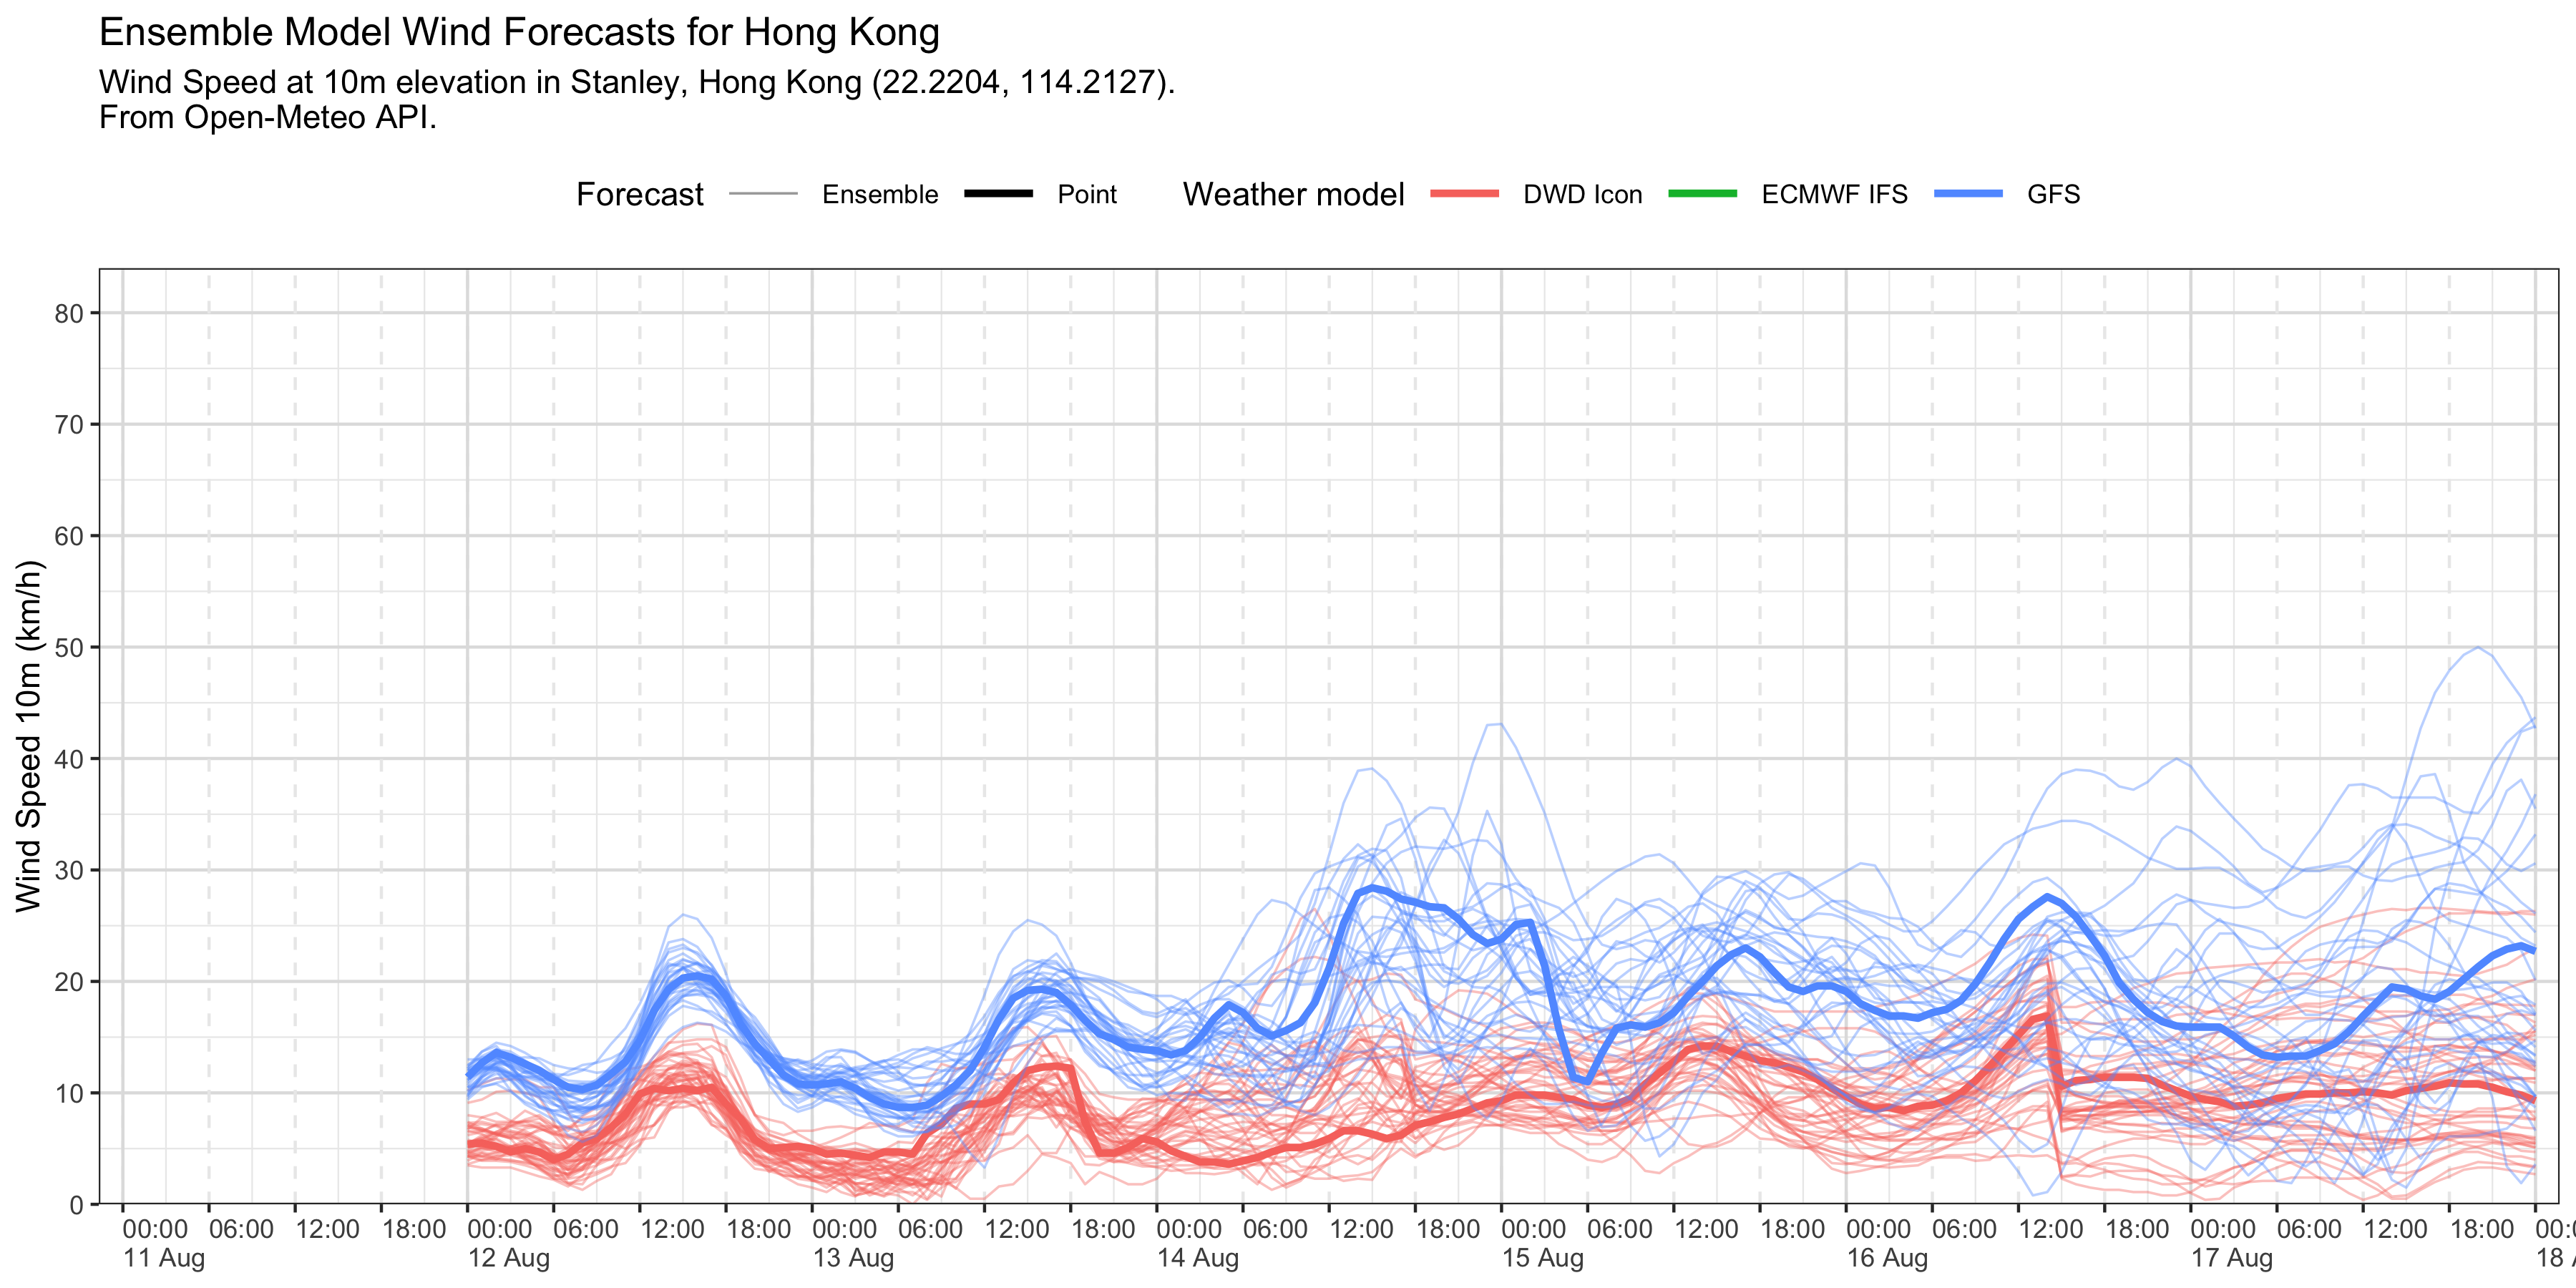 Ensemble Model Wind Forecasts for Hong Kong
Wind Speed at 10m elevation in Stanley, Hong Kong (22.2204, 114.2127).
From Open-Meteo API.
Forecast Ensemble Point Weather model DWD Icon ECMWF IFS GFS
Wind Speed 10m (km/h)
80
70
60
50
40
30
20
10
0
00:00 06:00 12:00 18:00 00:00 06:00 12:00 18:00 00:00 06:00 12:00 18:00 00:00 06:00 12:00 18:00 00:00 06:00 12:00 18:00 00:00 06:00 12:00 18:00 00:00 06:00 12:00 18:00
11 Aug 12 Aug 13 Aug 14 Aug 15 Aug 16 Aug 17 Aug 18